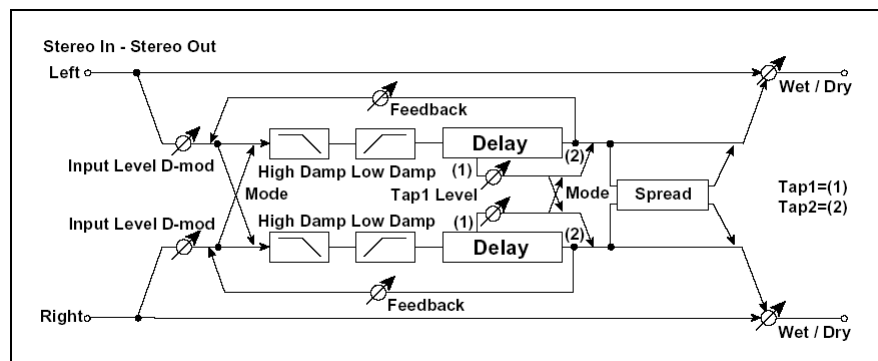 Stereo In - Stereo Out
Left
Wet / Dry
Feedback
Input Level D-mod
Delay
(2)
High Damp Low Damp
(1)
Mode
Tap1 Level
Mode
Spread
Tap1=(1)
Tap2=(2)
Input Level D-mod
High Damp Low Damp
(1)
Delay
(2)
Feedback
Right
Wet / Dry